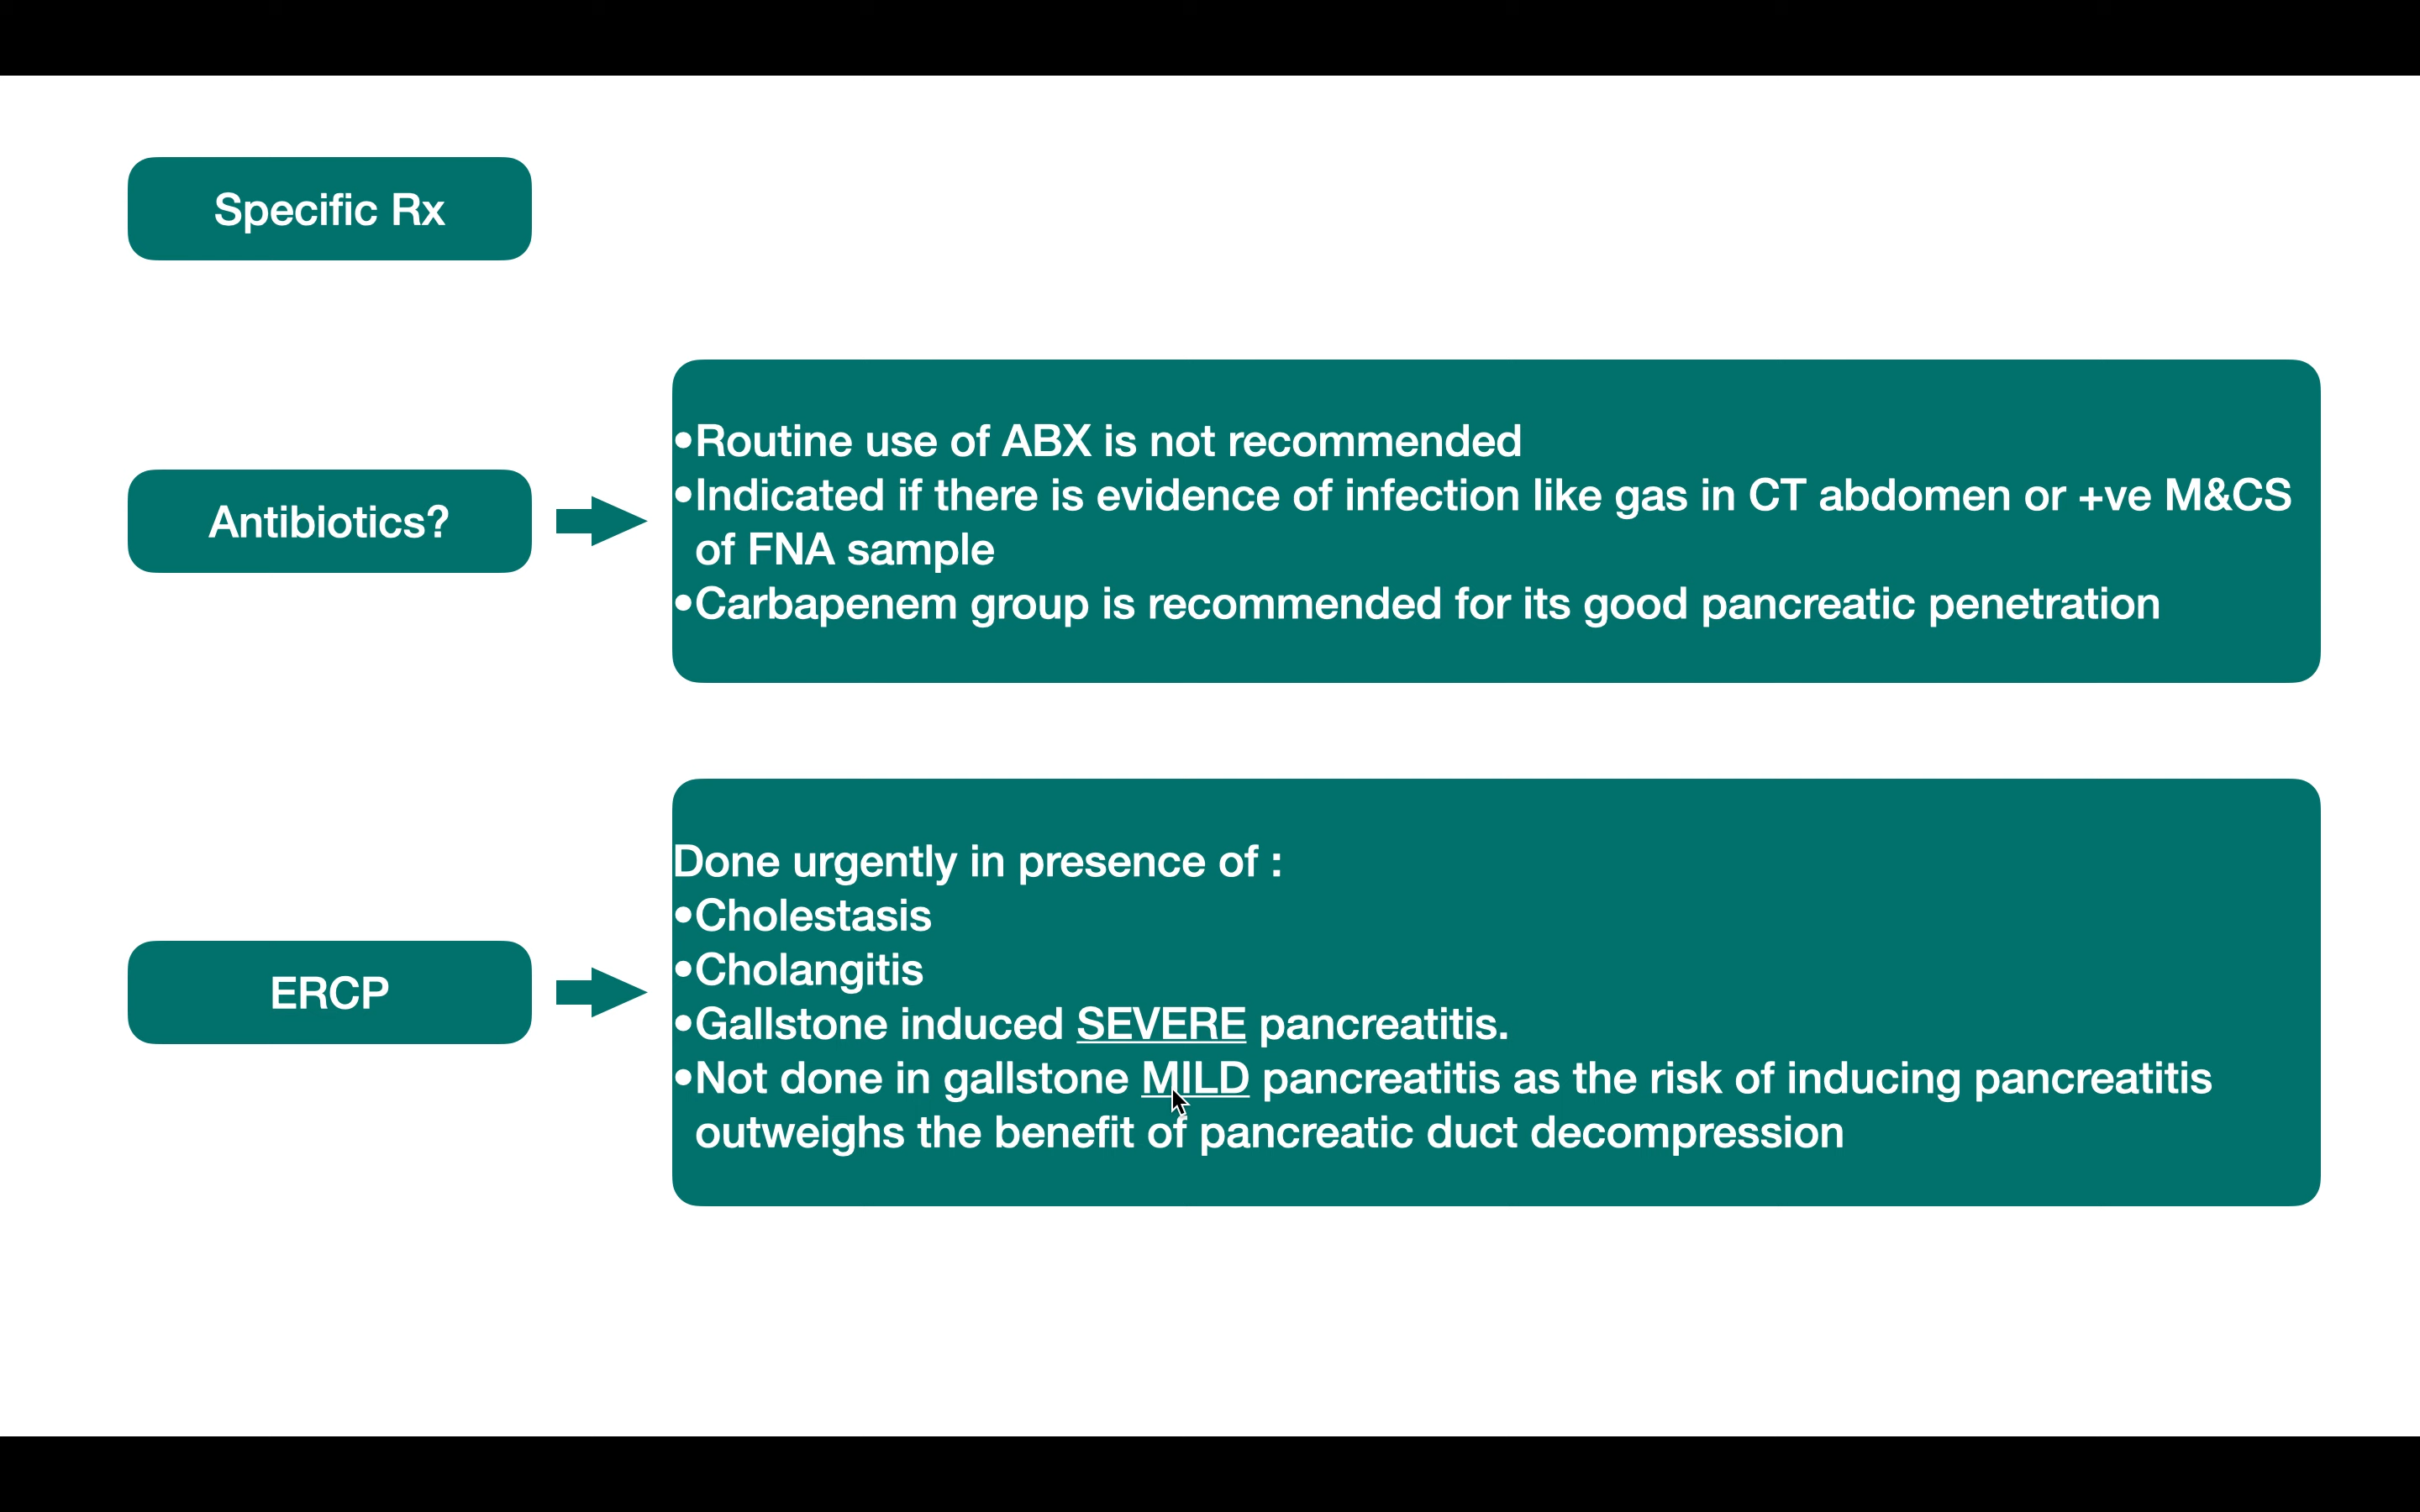 Specific Rx
Antibiotics?
•Routine use of ABX is not recommended
•Indicated if there is evidence of infection like gas in CT abdomen or +ve M&CS
of FNA sample
•Carbapenem group is recommended for its good pancreatic penetration
ERCP
Done urgently in presence of :
•Cholestasis
•Cholangitis
•Gallstone induced SEVERE pancreatitis.
•Not done in gallstone MILD pancreatitis as the risk of inducing pancreatitis
outweighs the benefit of pancreatic duct decompression